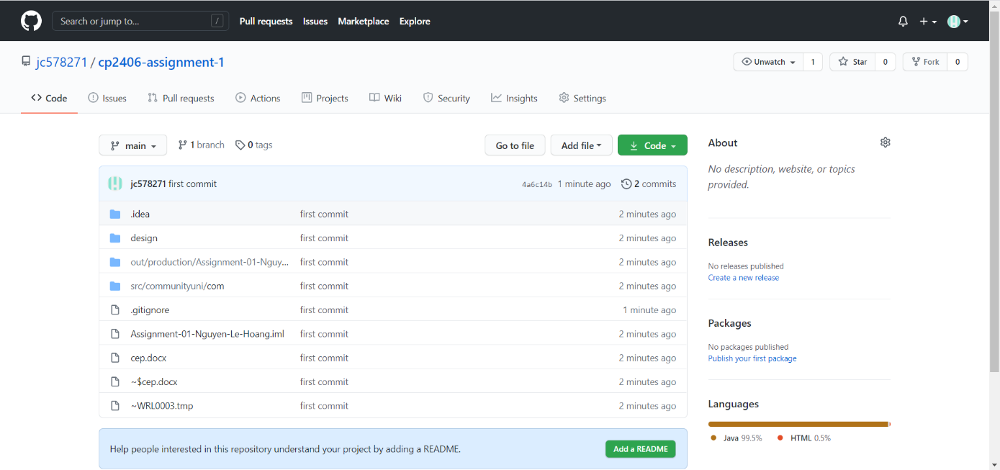 Search or jump to... / Pull requests Issues Marketplace Explore
jc578271 / cp2406-assignment-1 Unwatch 1 Star 0 Fork 0
Code Issues Pull requests Actions Projects Wiki Security Insights Settings
main 1 branch 0 tags Go to file Add file Code
jc578271 first commit 4a6c14b 1 minute ago 2 commits
.idea first commit 2 minutes ago
design first commit 2 minutes ago
out/production/Assignment-01-Nguy... first commit 2 minutes ago
src/communityuni/com first commit 2 minutes ago
.gitignore first commit 1 minute ago
Assignment-01-Nguyen-Le-Hoang.iml first commit 2 minutes ago
cep.docx first commit 2 minutes ago
~$cep.docx first commit 2 minutes ago
~WRL0003.tmp first commit 2 minutes ago
Help people interested in this repository understand your project by adding a README. Add a README
About
No description, website, or topics
provided.
Releases
No releases published
Create a new release
Packages
No packages published
Publish your first package
Languages
Java 99.5% HTML 0.5%